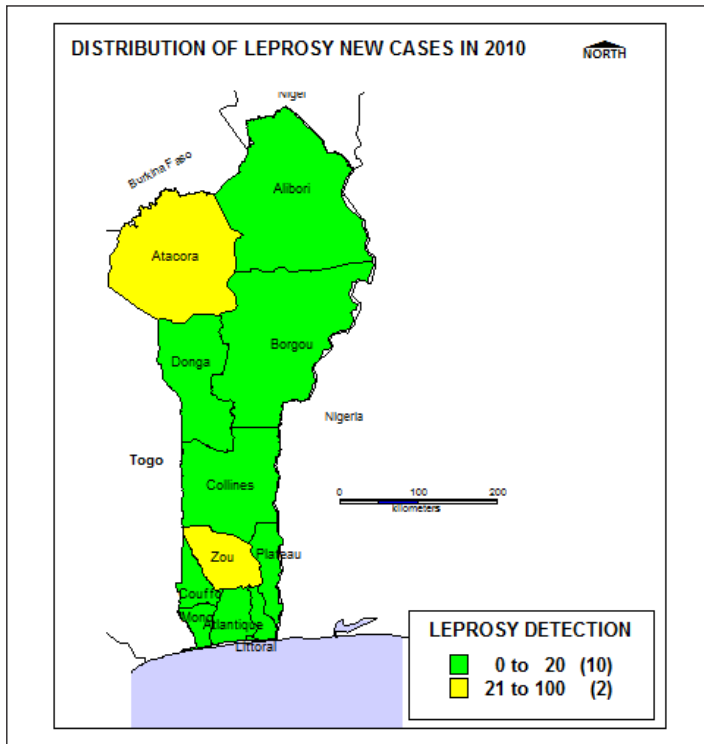 DISTRIBUTION OF LEPROSY NEW CASES IN 2010
NORTH
Niger
Burkina Faso
Alibori
Atacora
Borgou
Donga
Nigeria
Togo
Collines
0 100 200
kilometers
Zou
Plateau
Couffo
Mono
Atlantique
Littoral
LEPROSY DETECTION
0 to 20 (10)
21 to 100 (2)